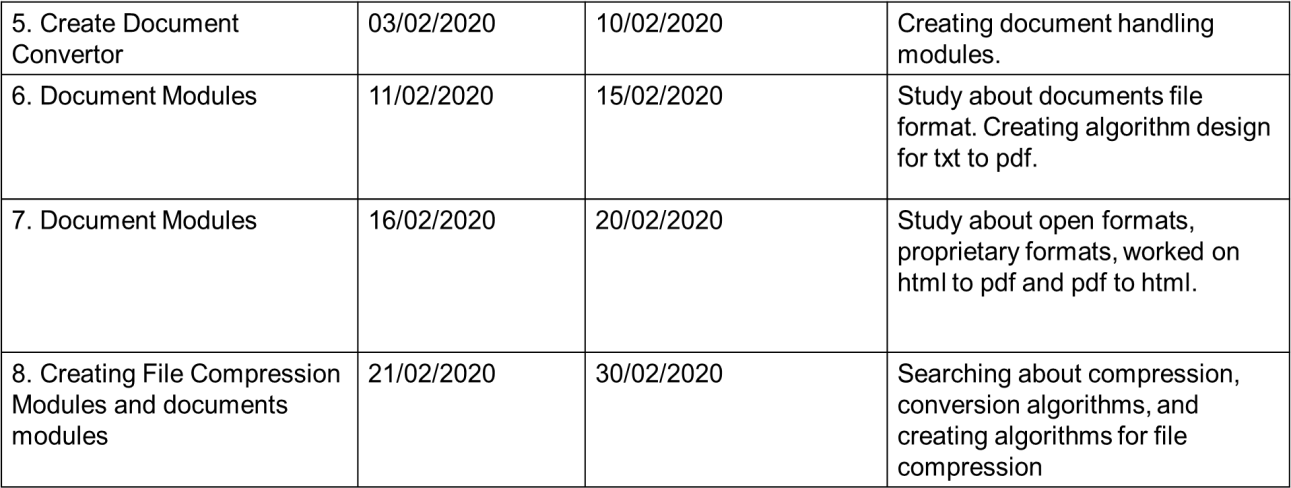 5. Create Document
Convertor
03/02/2020
10/02/2020
Creating document handling
modules.
6. Document Modules
11/02/2020
15/02/2020
Study about documents file
format. Creating algorithm design
for txt to pdf.
7. Document Modules
16/02/2020
20/02/2020
Study about open formats,
proprietary formats, worked on
html to pdf and pdf to html.
8. Creating File Compression
Modules and documents
modules
21/02/2020
30/02/2020
Searching about compression,
conversion algorithms, and
creating algorithms for file
compression